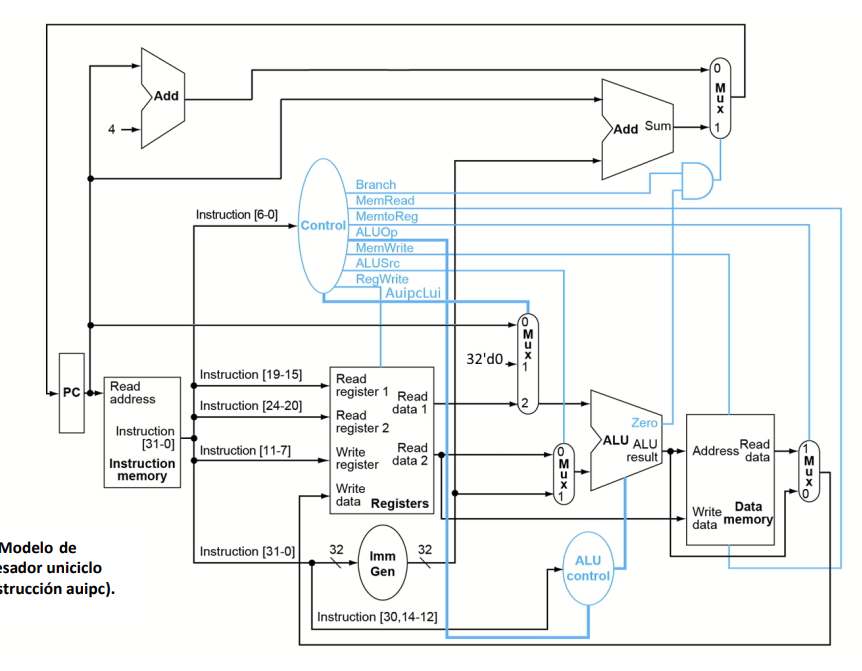 Add
4
0
Mux
1
Add Sum
Branch
MemRead
Instruction [6-0]
Control
MemtoReg
ALUOp
MemWrite
ALUSrc
RegWrite
AuipcLui
0
Mux
32'd0
1
2
PC
Read
address
Instruction
[31-0]
Instruction
memory
Instruction [19-15]
Instruction [24-20]
Instruction [11-7]
Read
register 1
Read
data 1
Read
register 2
Write
register
Read
data 2
Write
data
Registers
0
Mux
1
Zero
ALU
ALU
result
Address
Read
data
Write
data
Data
memory
1
Mux
0
Modelo de
esador uniciclo
strucción auipc).
Instruction [31-0]
32
Imm
Gen
32
ALU
control
Instruction [30,14-12]